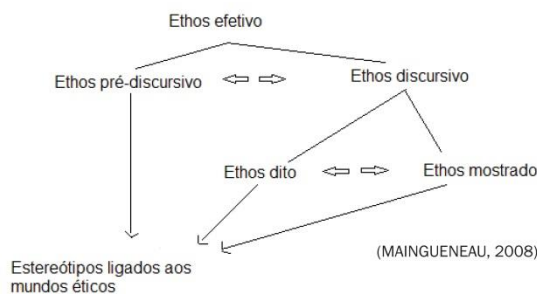 Ethos efetivo
Ethos pré-discursivo
Ethos discursivo
Ethos dito
Ethos mostrado
(MAINGUENEAU, 2008)
Estereótipos ligados aos
mundos éticos